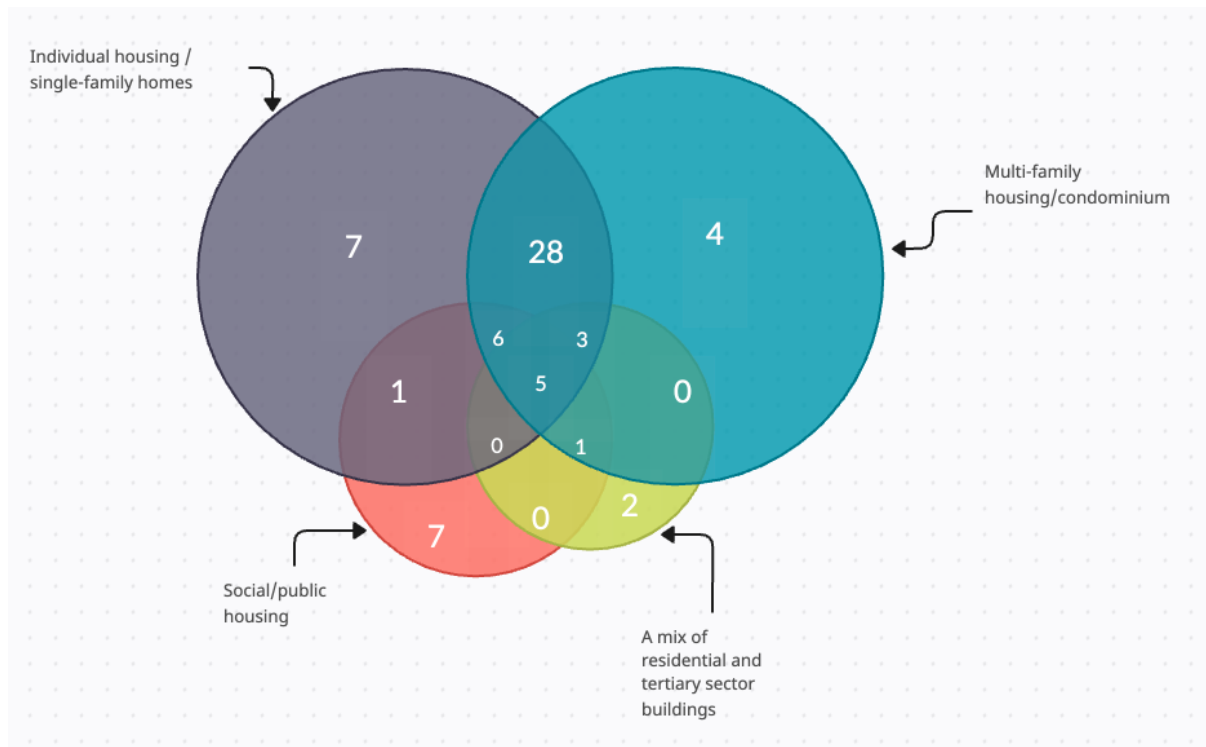 Individual housing /
single-family homes
Multi-family
housing/condominium
7
28
4
6
3
5
1
0
0
1
7
0
2
Social/public
housing
A mix of
residential and
tertiary sector
buildings